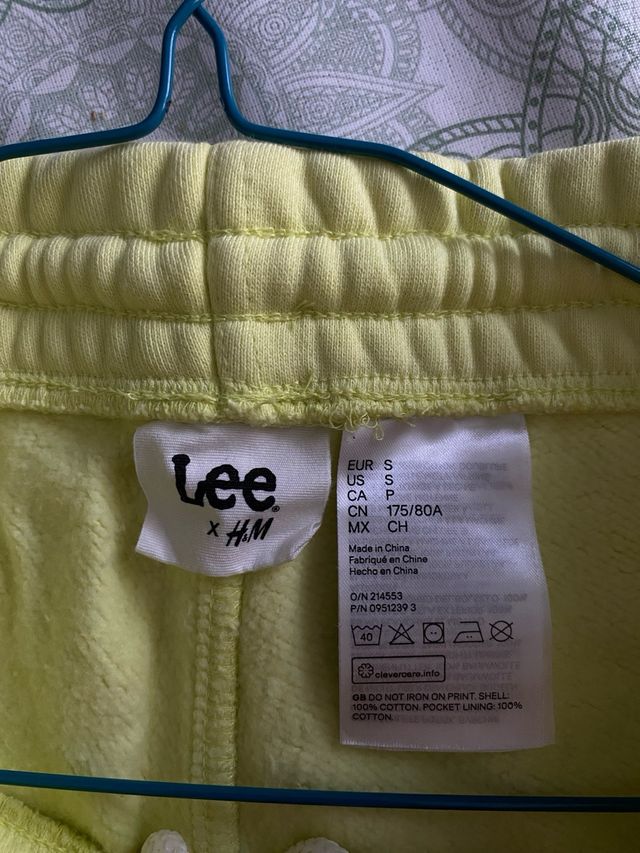 Lee®
x H&M
EUR S
US S
CA P
CN 175/80A
MX CH
Made in China
Fabriqué en Chine
Hecho en China
O/N 214553
P/N 0951239 3
40
clevercare.info
GB DO NOT IRON ON PRINT. SHELL:
100% COTTON. POCKET LINING: 100%
COTTON.